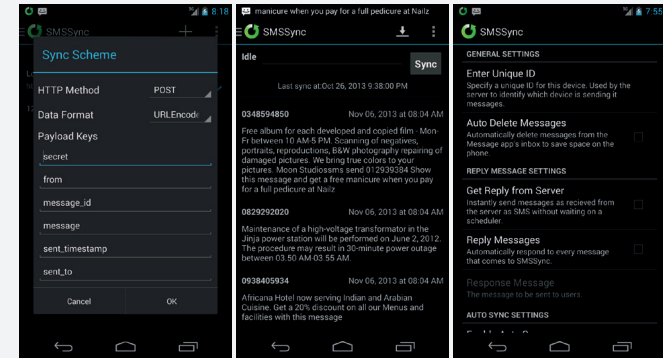 8:18
SMSSync
Sync Scheme
HTTP Method
POST
Data Format
URLEncode
Payload Keys
secret
from
message_id
message
sent_timestamp
sent_to
Cancel
OK
manicure when you pay for a full pedicure at Nailz
SMSSync
Idle
Sync
Last sync at:Oct 26, 2013 9.38.00 PM
0348594850
Nov 06, 2013 at 08:04 AM
Free album for each developed and copied film - Mon-
Fr between 10 AM-5 PM. Scanning of negatives,
portraits, reproductions, B&W photography repairing of
damaged pictures. We bring true colors to your
pictures. Moon Studiossms send 012939384 Show
this message and get a free manicure when you pay
for a full pedicure at Nailz
0829292020
Nov 06, 2013 at 08:04 AM
Maintenance of a high-voltage transformator in the
Jinja power station will be performed on June 2, 2012.
The procedure may result in 30-minute power outage
between 03.50 AM-03.55 AM.
0938405934
Nov 06, 2013 at 08:04 AM
Africana Hotel now serving Indian and Arabian
Cuisine. Get a 20% discount on all our Menus and
facilities with this message
7:55
SMSSync
GENERAL SETTINGS
Enter Unique ID
Specify a unique ID for this device. Used by the
server to identify which device is sending it
messages.
Auto Delete Messages
Automatically delete messages from the
Message app's inbox to save space on the
phone.
REPLY MESSAGE SETTINGS
Get Reply from Server
Instantly send messages as recieved from
the server as SMS without waiting on a
scheduler.
Reply Messages
Automatically respond to every message
that comes to SMSSync.
Response Message
The message to be sent to users
AUTO SYNC SETTINGS